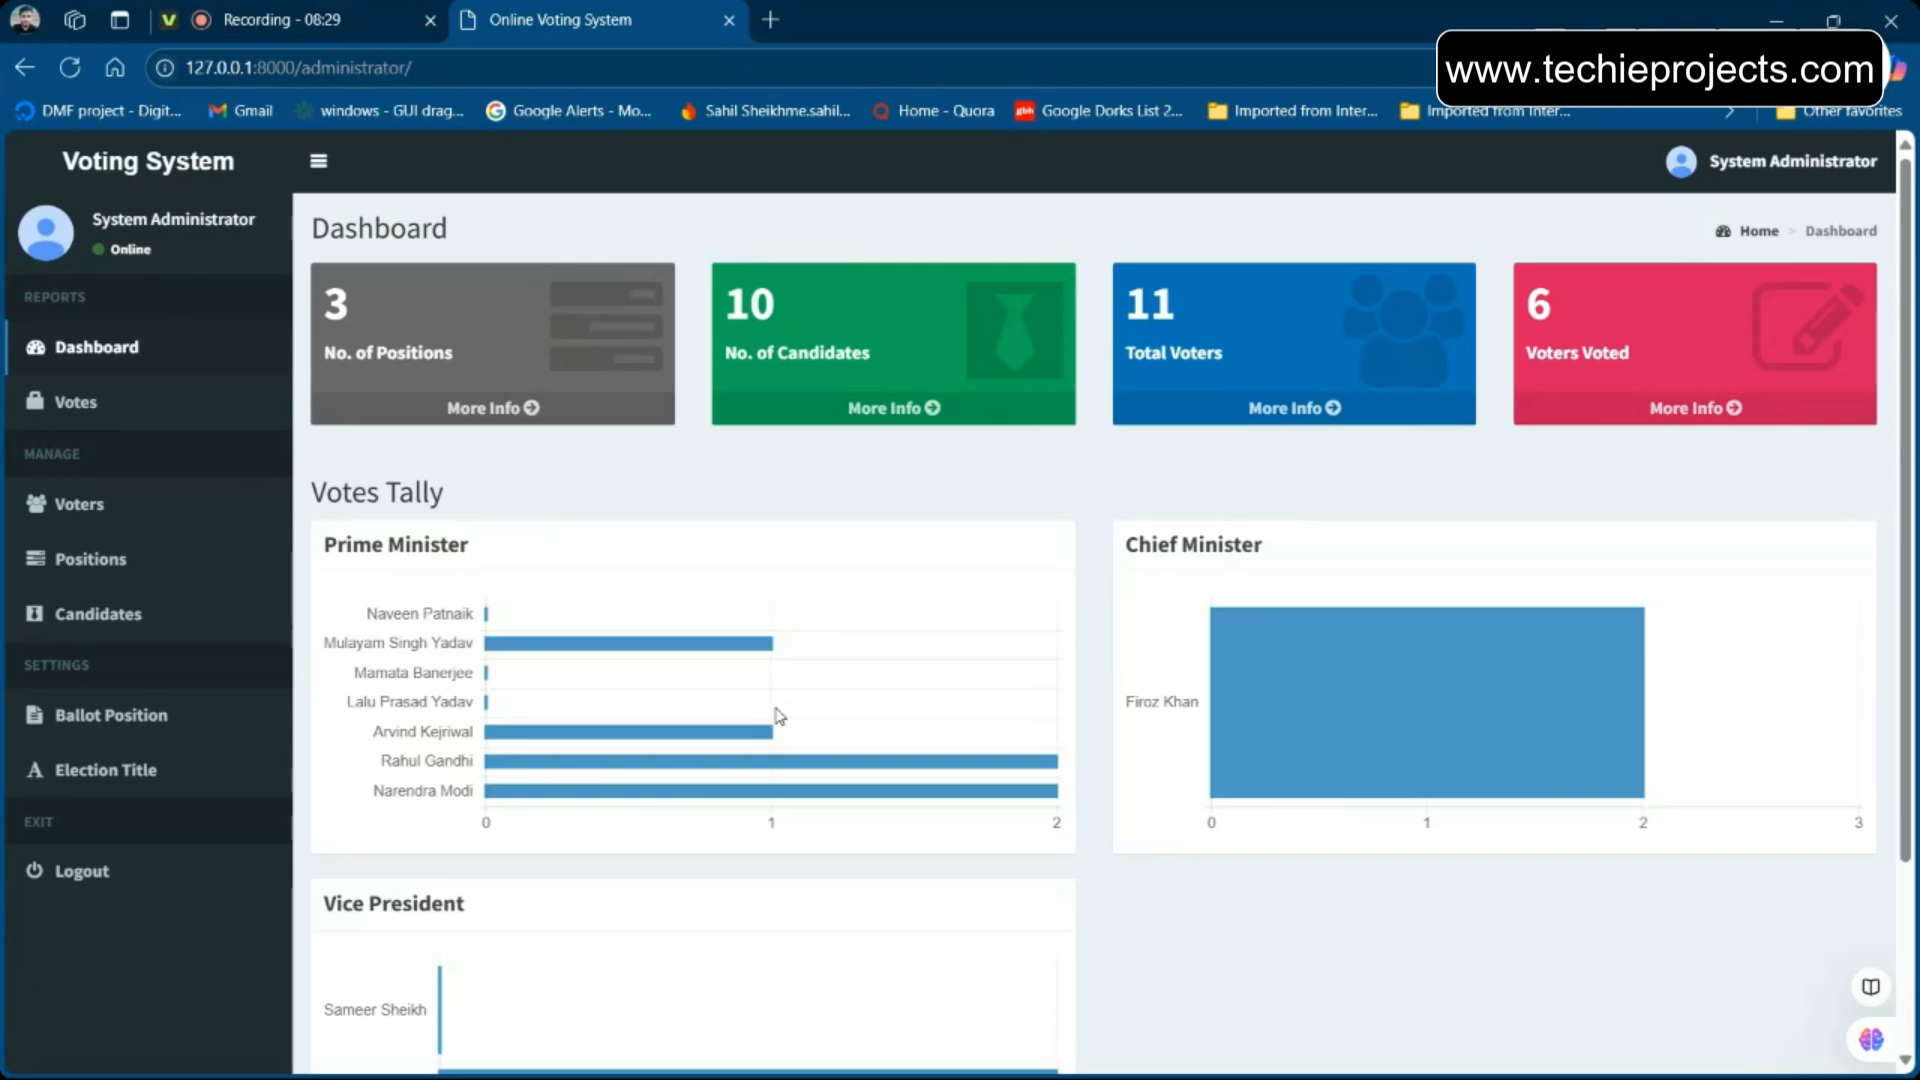 Recording - 08:29
Online Voting System
www.techieprojects.com
127.0.0.1:8000/administrator/
DMF project - Digit...
Gmail
windows - GUI drag...
Google Alerts - Mo...
Sahil Sheikhme.sahil...
Home - Quora
Google Dorks List 2...
Imported from Inter...
Imported from Inter...
Other favorites
Voting System
System Administrator
System Administrator
Online
REPORTS
Dashboard
Votes
MANAGE
Voters
Positions
Candidates
SETTINGS
Ballot Position
A Election Title
EXIT
Logout
Dashboard
Home > Dashboard
3
No. of Positions
More Info
10
No. of Candidates
More Info
11
Total Voters
More Info
6
Voters Voted
More Info
Votes Tally
Prime Minister
Naveen Patnaik
Mulayam Singh Yadav
Mamata Banerjee
Lalu Prasad Yadav
Arvind Kejriwal
Rahul Gandhi
Narendra Modi
0 1 2
Chief Minister
Firoz Khan
0 1 2 3
Vice President
Sameer Sheikh